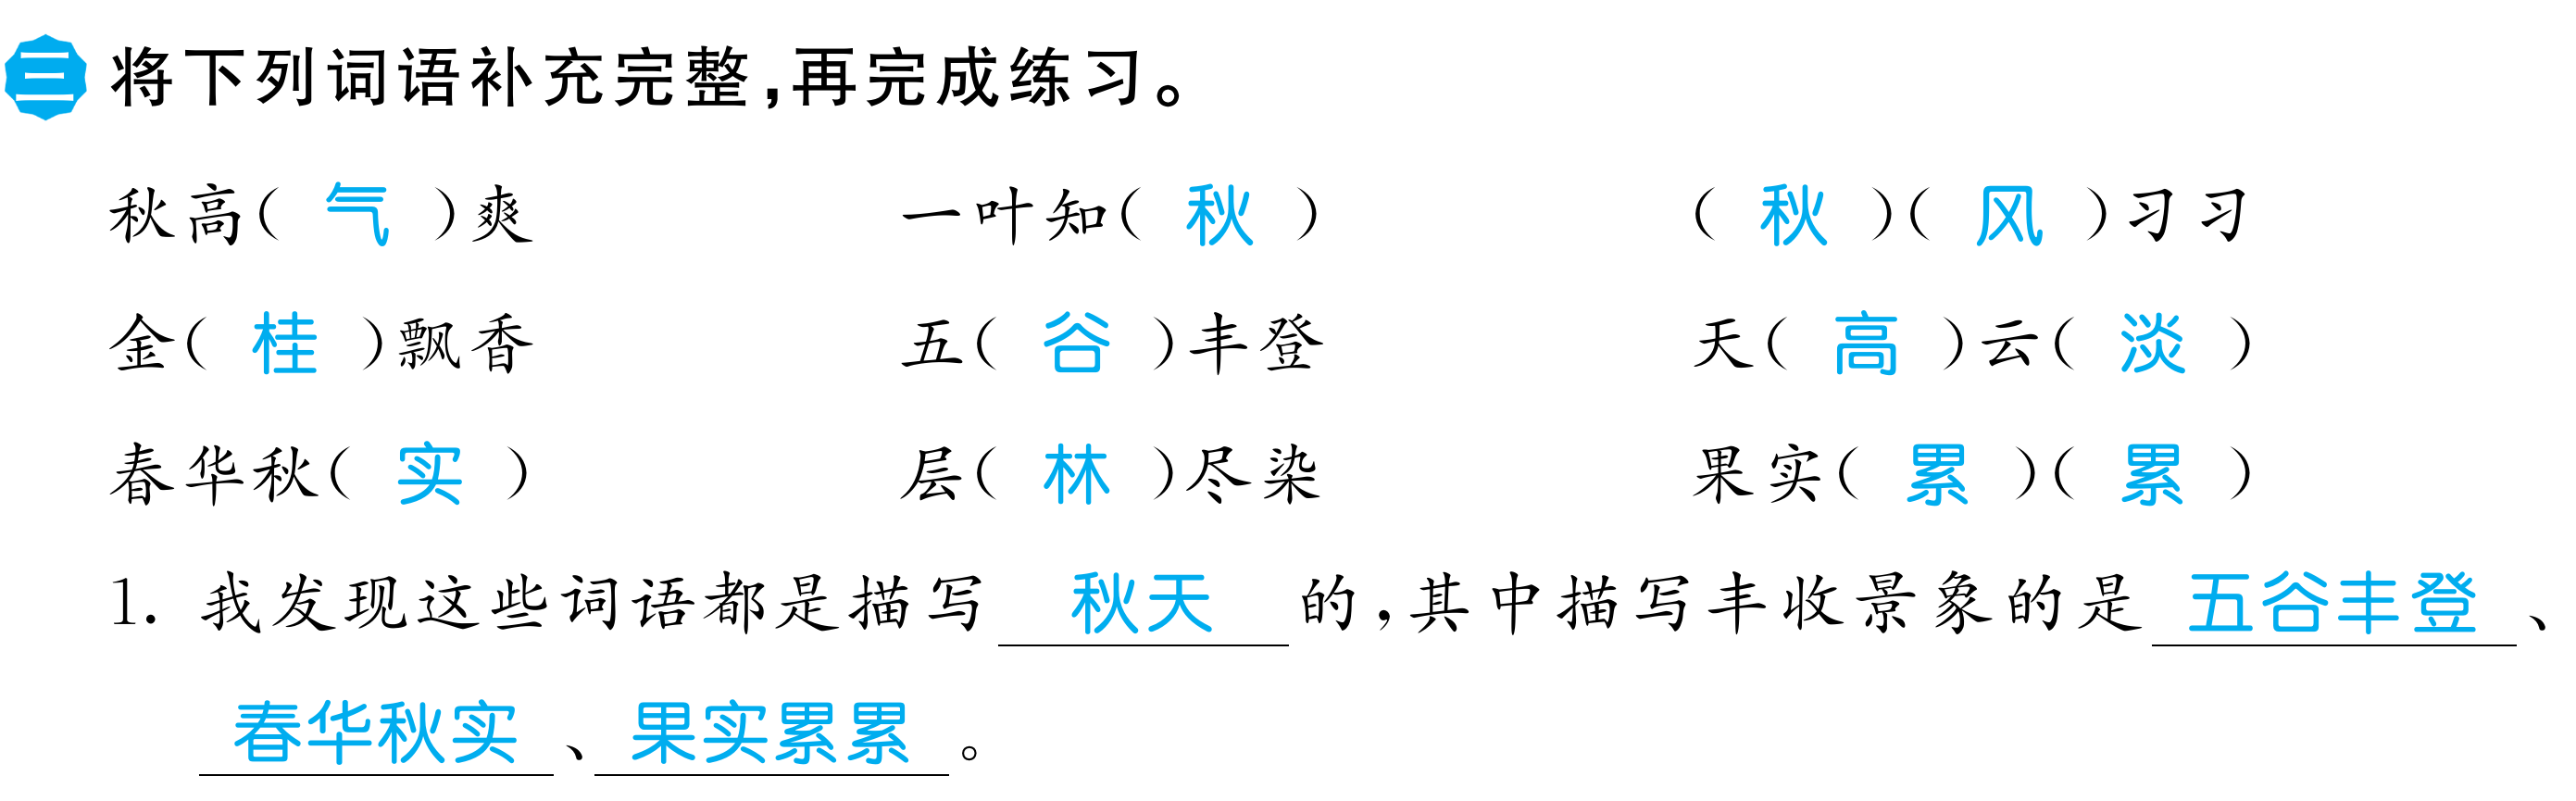 三 将下列词语补充完整,再完成练习。
秋高( 气 )爽 一叶知( 秋 ) ( 秋 )( 风 )习习
金( 桂 )飘香 五( 谷 )丰登 天( 高 )云( 淡 )
春华秋( 实 ) 层( 林 )尽染 果实( 累 )( 累 )
1. 我发现这些词语都是描写 秋天 的,其中描写丰收景象的是 五谷丰登 、
春华秋实 、 果实累累 。